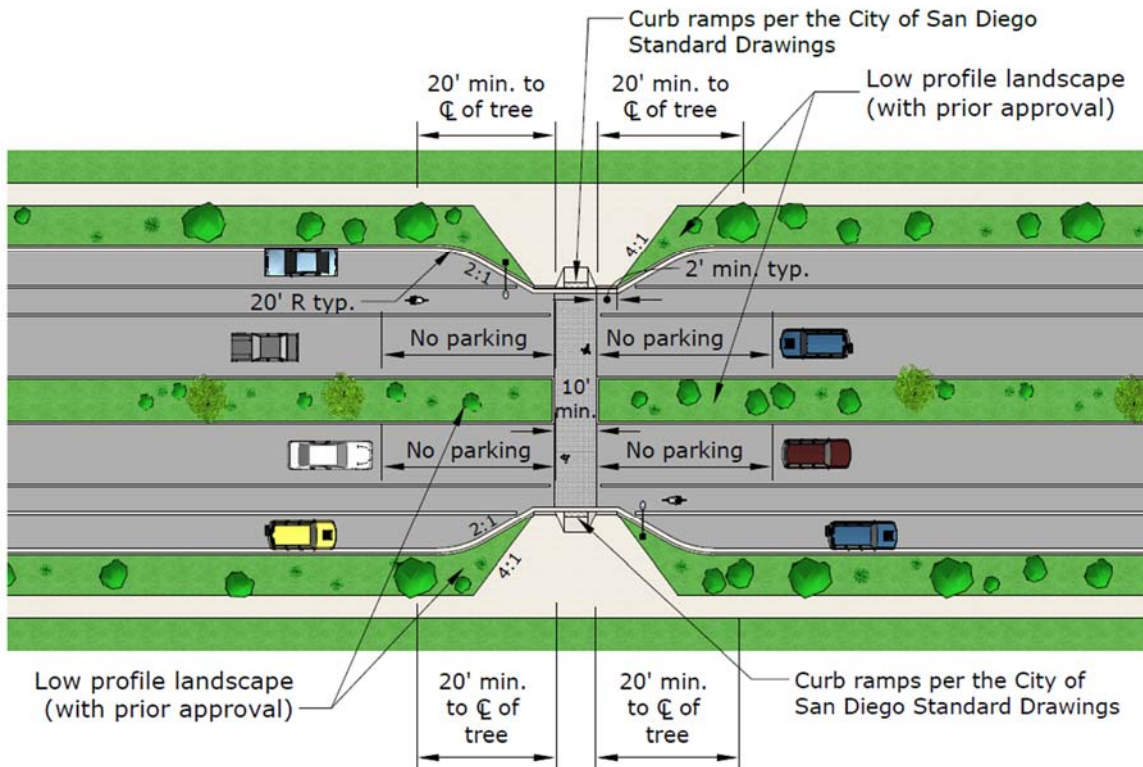 Curb ramps per the City of San Diego
Standard Drawings
20' min. to
℄ of tree
20' min. to
℄ of tree
Low profile landscape
(with prior approval)
4:1
2:1
2' min. typ.
20' R typ.
No parking
No parking
10'
min.
No parking
No parking
2:1
4:1
Low profile landscape
(with prior approval)
20' min.
to ℄ of
tree
20' min.
to ℄ of
tree
Curb ramps per the City of
San Diego Standard Drawings